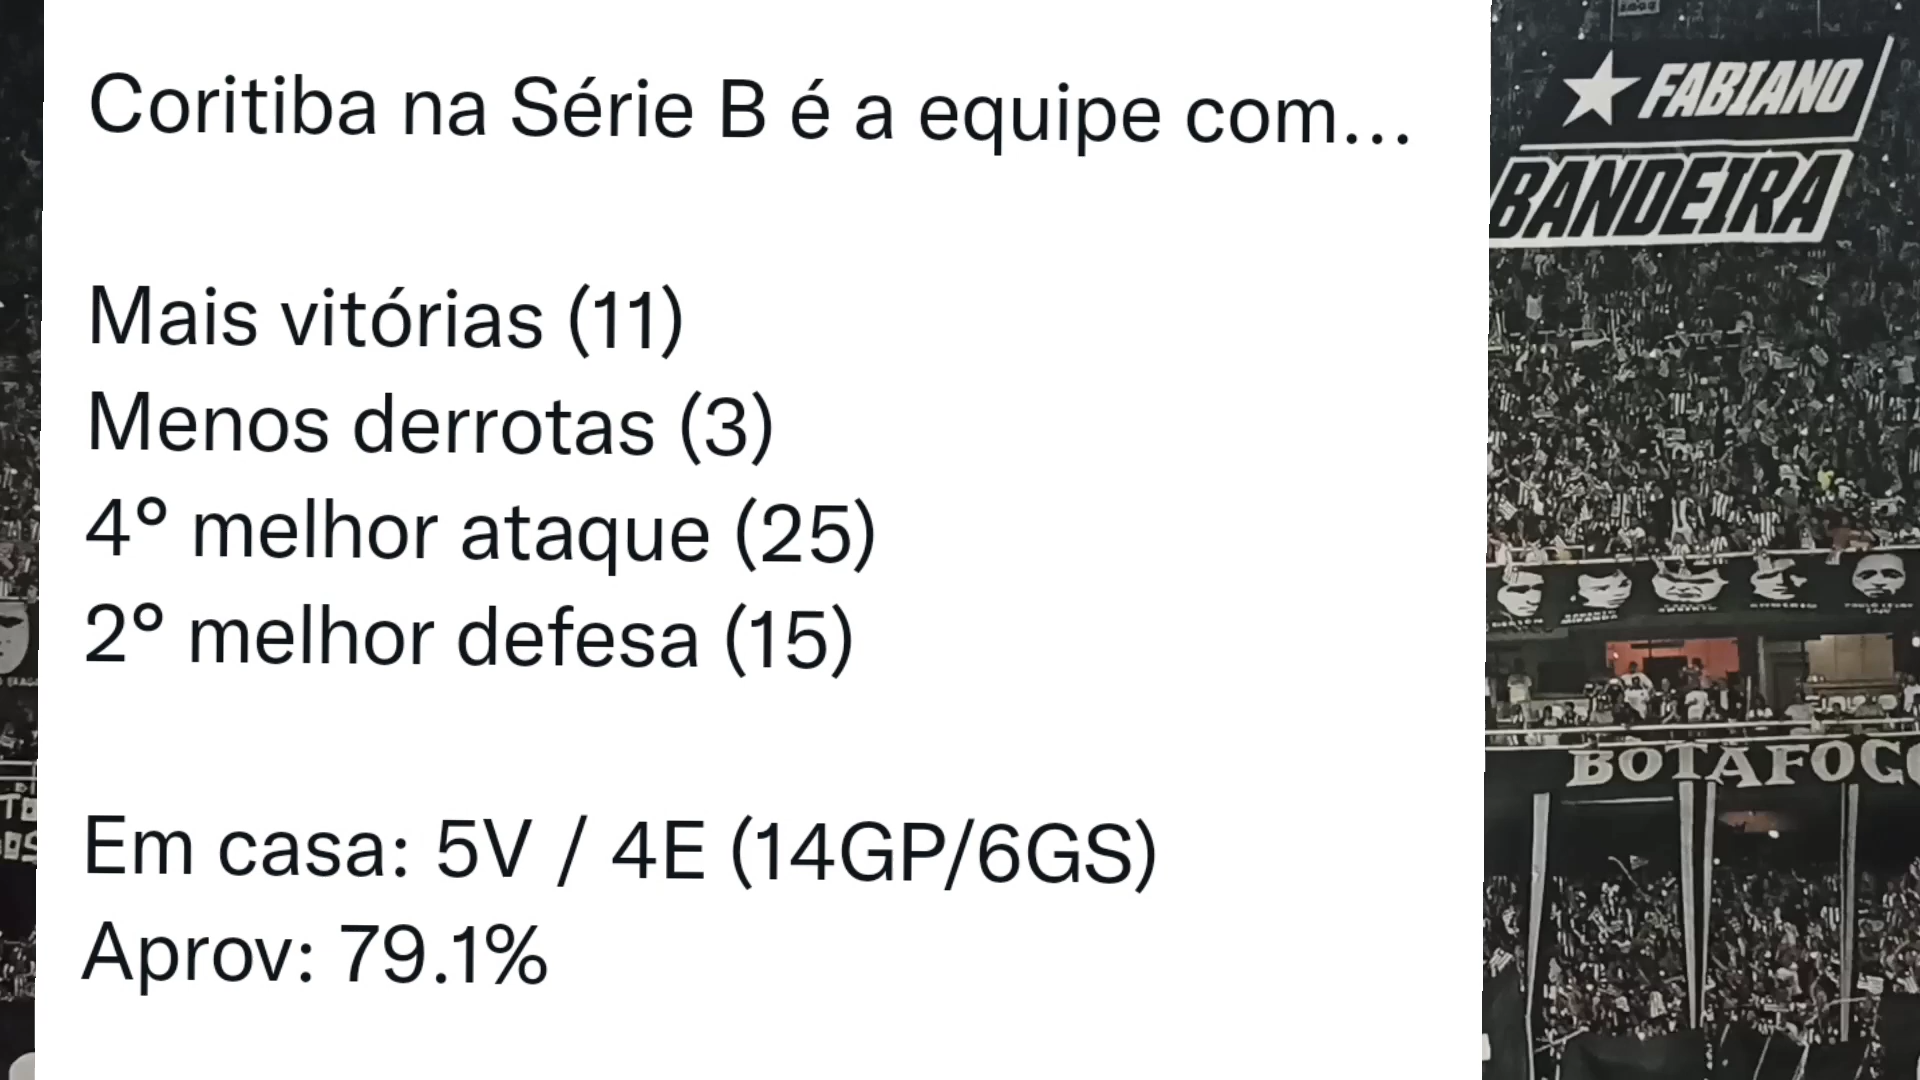 Coritiba na Série B é a equipe com...
Mais vitórias (11)
Menos derrotas (3)
4° melhor ataque (25)
2° melhor defesa (15)
Em casa: 5V / 4E (14GP/6GS)
Aprov: 79.1%
FABIANO
BANDEIRA
BOTAFOGO